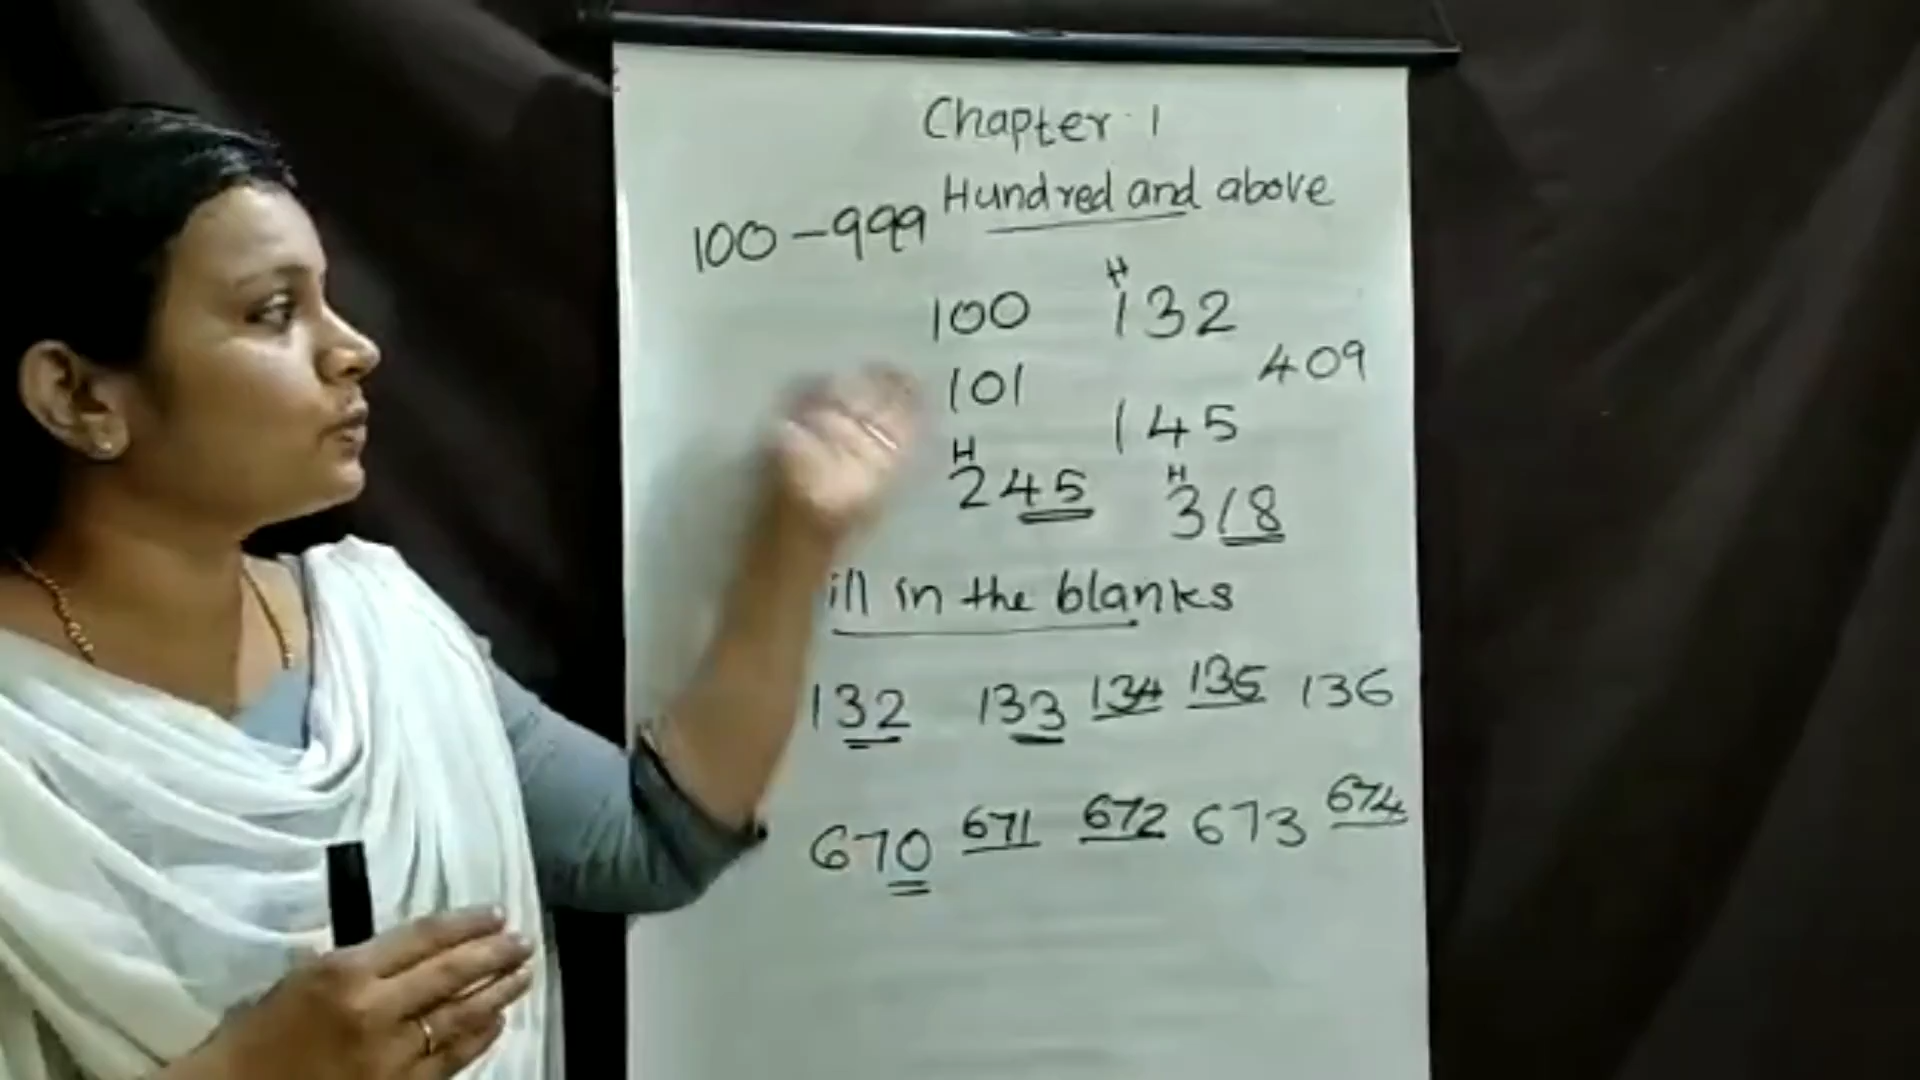 Chapter 1
Hundred and above
100-999
100
H
132
101
409
145
H
245
H
318
ill in the blanks
132 133 134 135 136
670 671 672 673 674